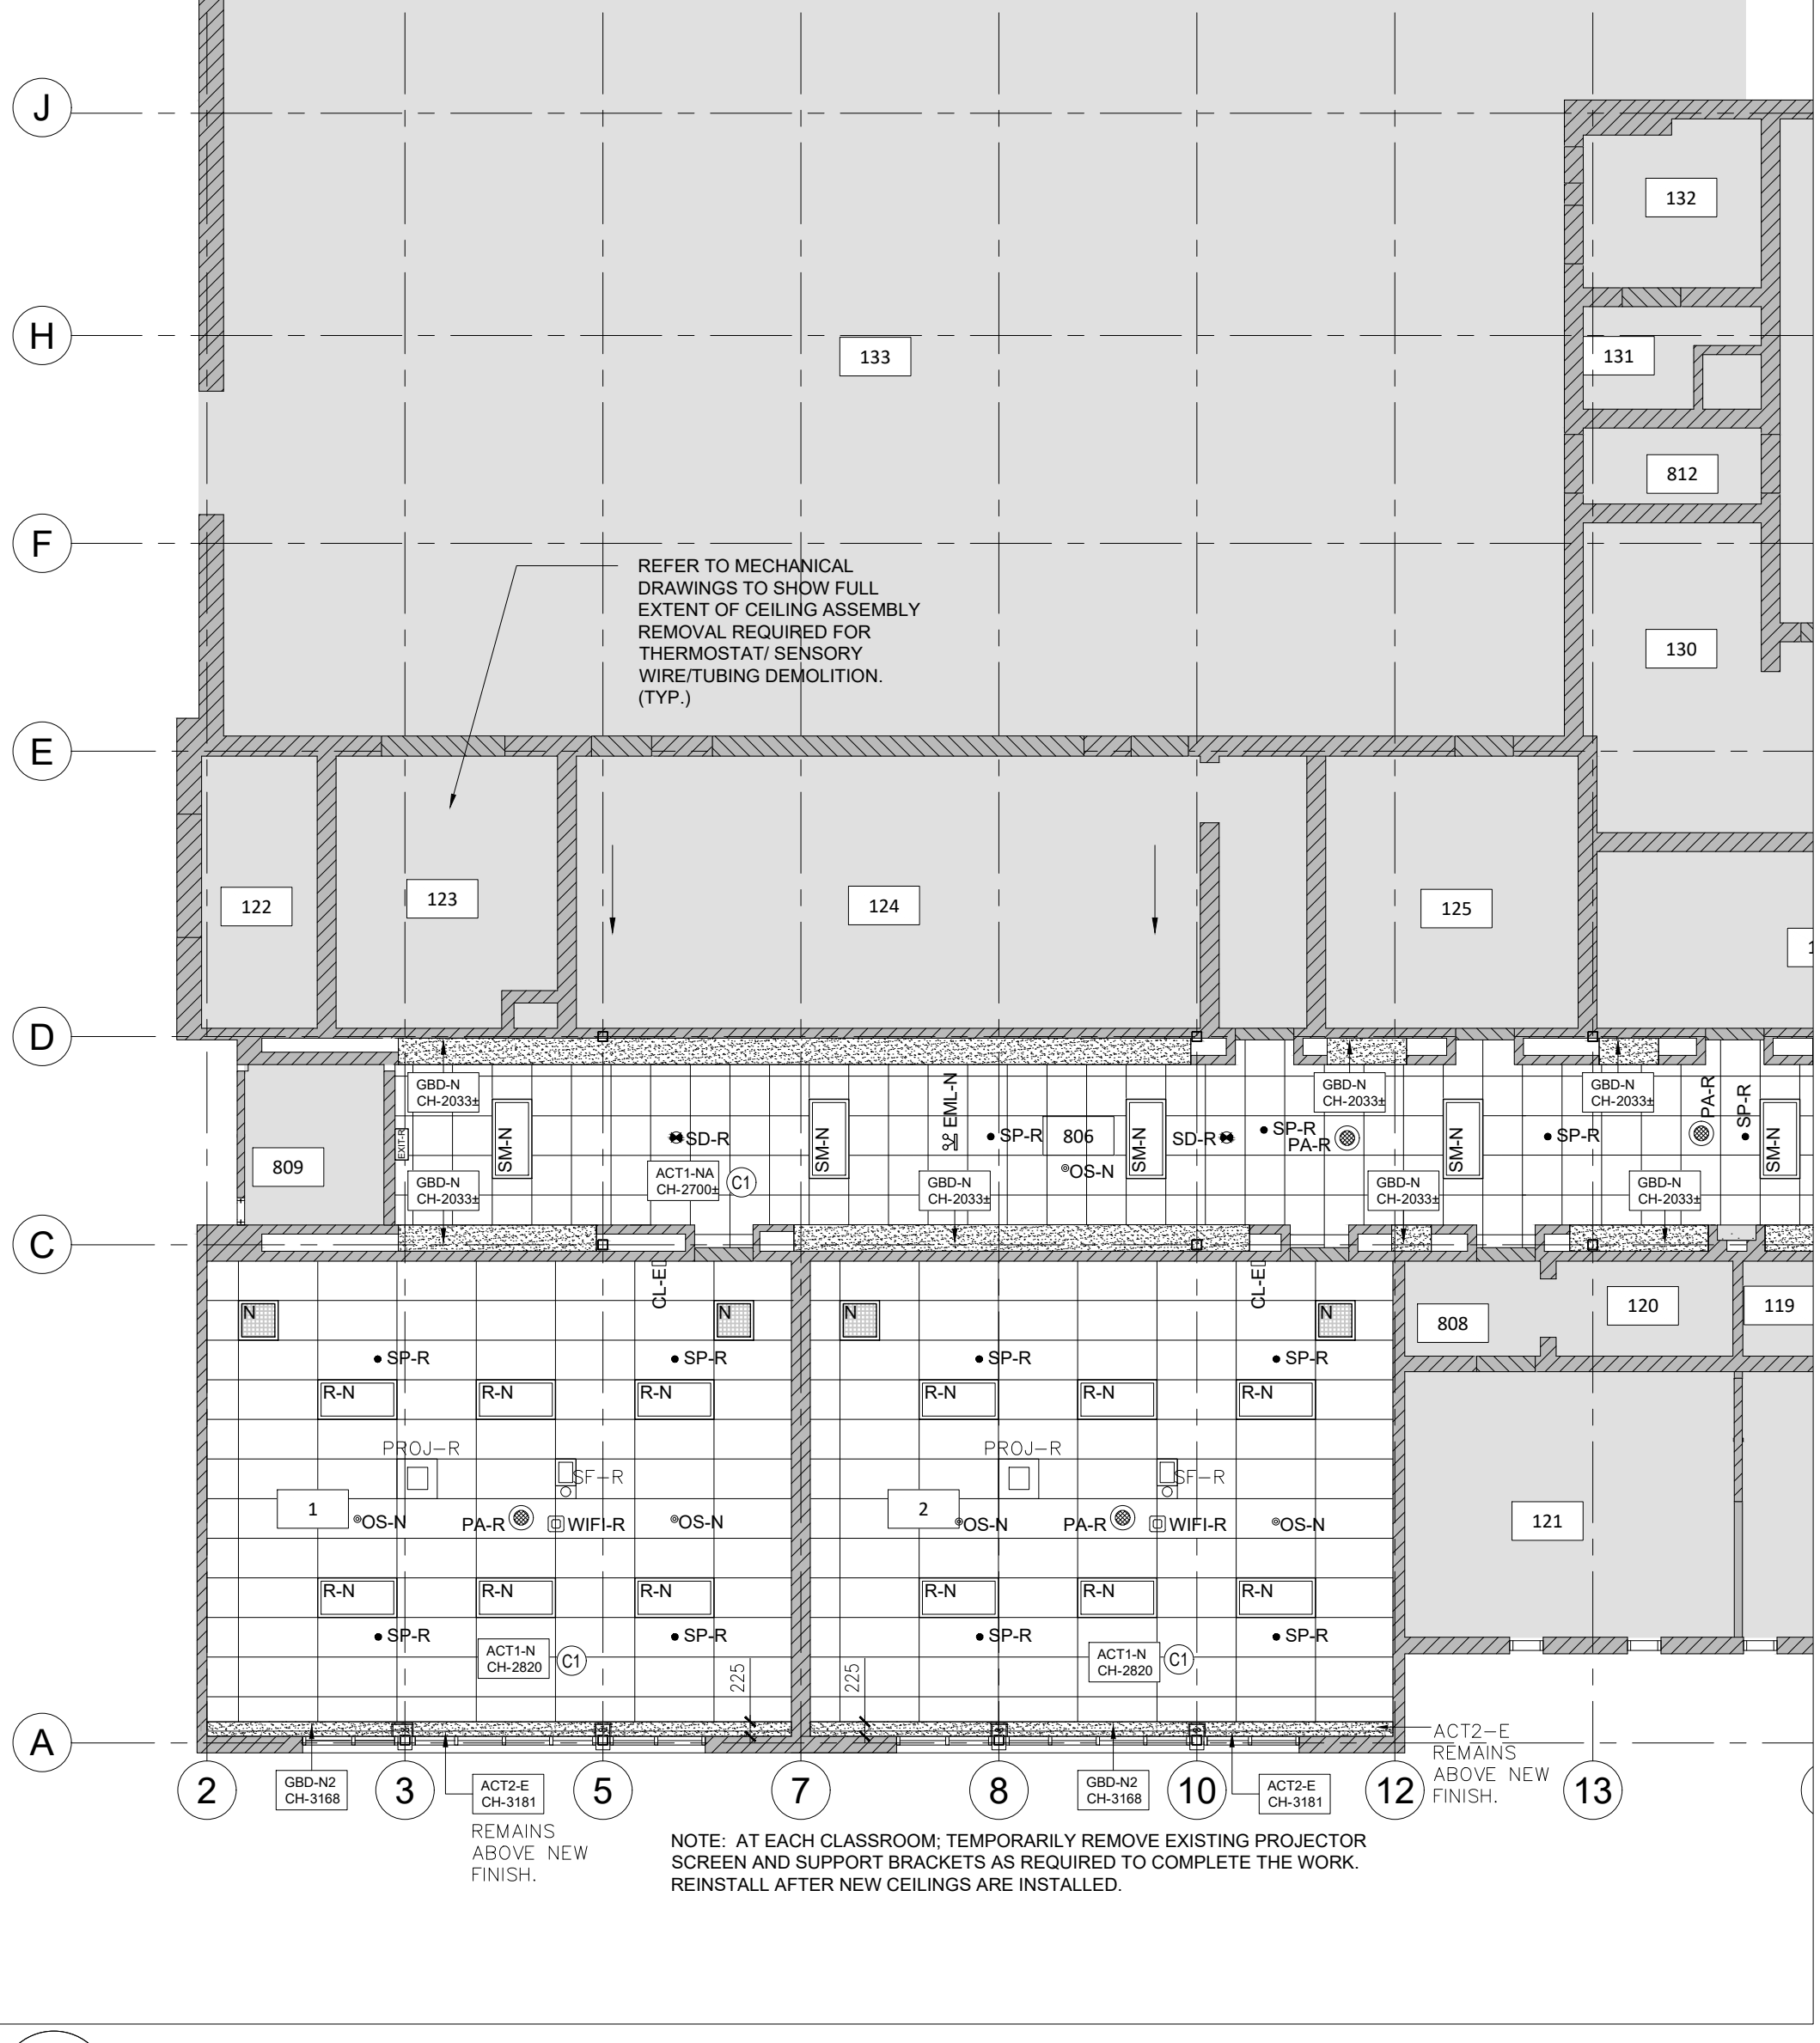 J
132
H
133
131
812
F
REFER TO MECHANICAL
DRAWINGS TO SHOW FULL
EXTENT OF CEILING ASSEMBLY
REMOVAL REQUIRED FOR
THERMOSTAT/ SENSORY
WIRE/TUBING DEMOLITION.
(TYP.)
130
E
122
123
124
125
D
GBD-N
CH-2033±
GBD-N
CH-2033±
GBD-N
CH-2033±
EML-N
PA-R
SP-R
EXIT-R
SM-N
SD-R
SM-N
SP-R
806
SM-N
SD-R
SP-R
PA-R
SM-N
SP-R
SM-N
809
OS-N
ACT1-NA
CH-2700±
C1
GBD-N
CH-2033±
GBD-N
CH-2033±
GBD-N
CH-2033±
GBD-N
CH-2033±
C
CL-E
CL-E
N
N
N
N
808
120
119
SP-R
SP-R
SP-R
SP-R
R-N
R-N
R-N
R-N
R-N
R-N
PROJ-R
SF-R
PROJ-R
SF-R
1
OS-N
PA-R
WIFI-R
OS-N
2
OS-N
PA-R
WIFI-R
OS-N
121
R-N
R-N
R-N
R-N
R-N
R-N
SP-R
SP-R
SP-R
SP-R
ACT1-N
CH-2820
C1
ACT1-N
CH-2820
C1
225
225
A
ACT2-E
REMAINS
ABOVE NEW
FINISH.
2
3
5
7
8
10
12
13
GBD-N2
CH-3168
ACT2-E
CH-3181
GBD-N2
CH-3168
ACT2-E
CH-3181
REMAINS
ABOVE NEW
FINISH.
NOTE: AT EACH CLASSROOM; TEMPORARILY REMOVE EXISTING PROJECTOR
SCREEN AND SUPPORT BRACKETS AS REQUIRED TO COMPLETE THE WORK.
REINSTALL AFTER NEW CEILINGS ARE INSTALLED.